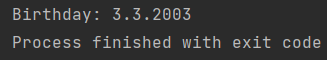 Birthday: 3.3.2003
Process finished with exit code